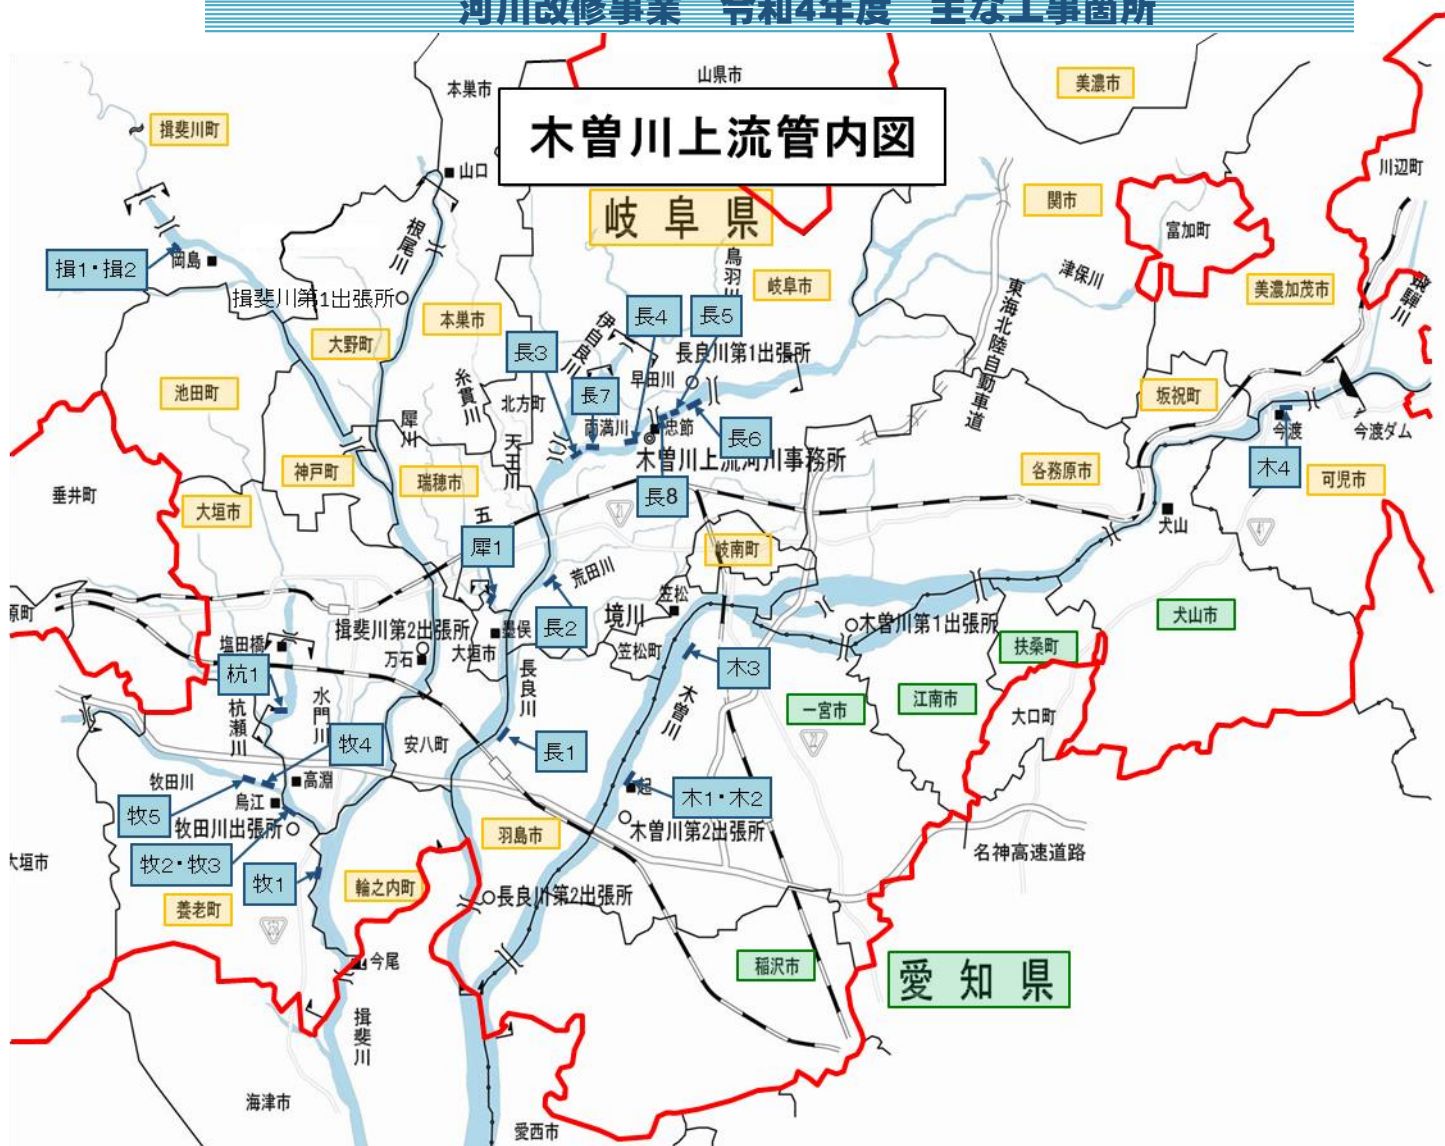 河川改修事業　令和4年度　主な工事箇所
木曽川上流管内図
山県市
本巣市
美濃市
揖斐川町
山口
川辺町
岐阜県
関市
富加町
根尾川
岡島
揖1・揖2
鳥羽川
岐阜市
津保川
美濃加茂市
飛騨川
揖斐川第1出張所
本巣市
伊自良川
長4
長5
東海北陸自動車道
大野町
長3
長良川第1出張所
早田川
池田町
糸貫川
北方町
長7
坂祝町
犀川
両満川
忠節
長6
今渡
今渡ダム
天王川
木曽川上流河川事務所
神戸町
瑞穂市
各務原市
木4
可児市
垂井町
大垣市
長8
五
犀1
岐南町
犬山
荒田川
笠松
境川
原町
揖斐川第2出張所
墨俣
長2
木曽川第1出張所
犬山市
塩田橋
万石
大垣市
笠松町
木3
扶桑町
杭1
水門川
長良川
木曽川
江南市
杭瀬川
一宮市
大口町
牧4
安八町
長1
牧田川
高淵
起
木1・木2
牧5
烏江
牧田川出張所
羽島市
木曽川第2出張所
名神高速道路
大垣市
牧2・牧3
牧1
輪之内町
長良川第2出張所
養老町
今尾
稲沢市
愛知県
揖斐川
海津市
愛西市